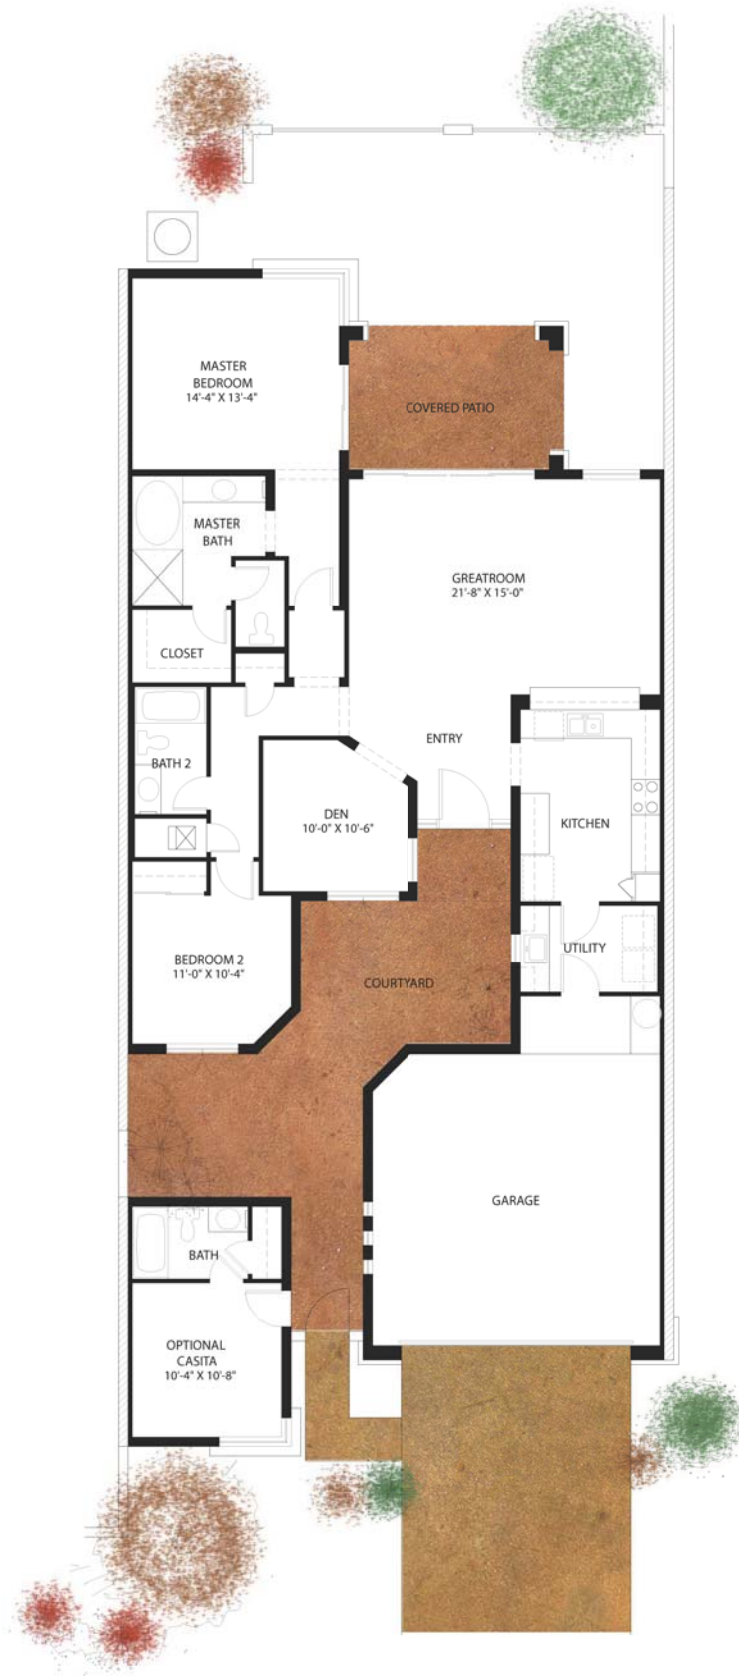 MASTER
BEDROOM
14'-4" X 13'-4"
COVERED PATIO
MASTER
BATH
GREATROOM
21'-8" X 15'-0"
CLOSET
ENTRY
BATH 2
DEN
10'-0" X 10'-6"
KITCHEN
UTILITY
BEDROOM 2
11'-0" X 10'-4"
COURTYARD
GARAGE
BATH
OPTIONAL
CASITA
10'-4" X 10'-8"